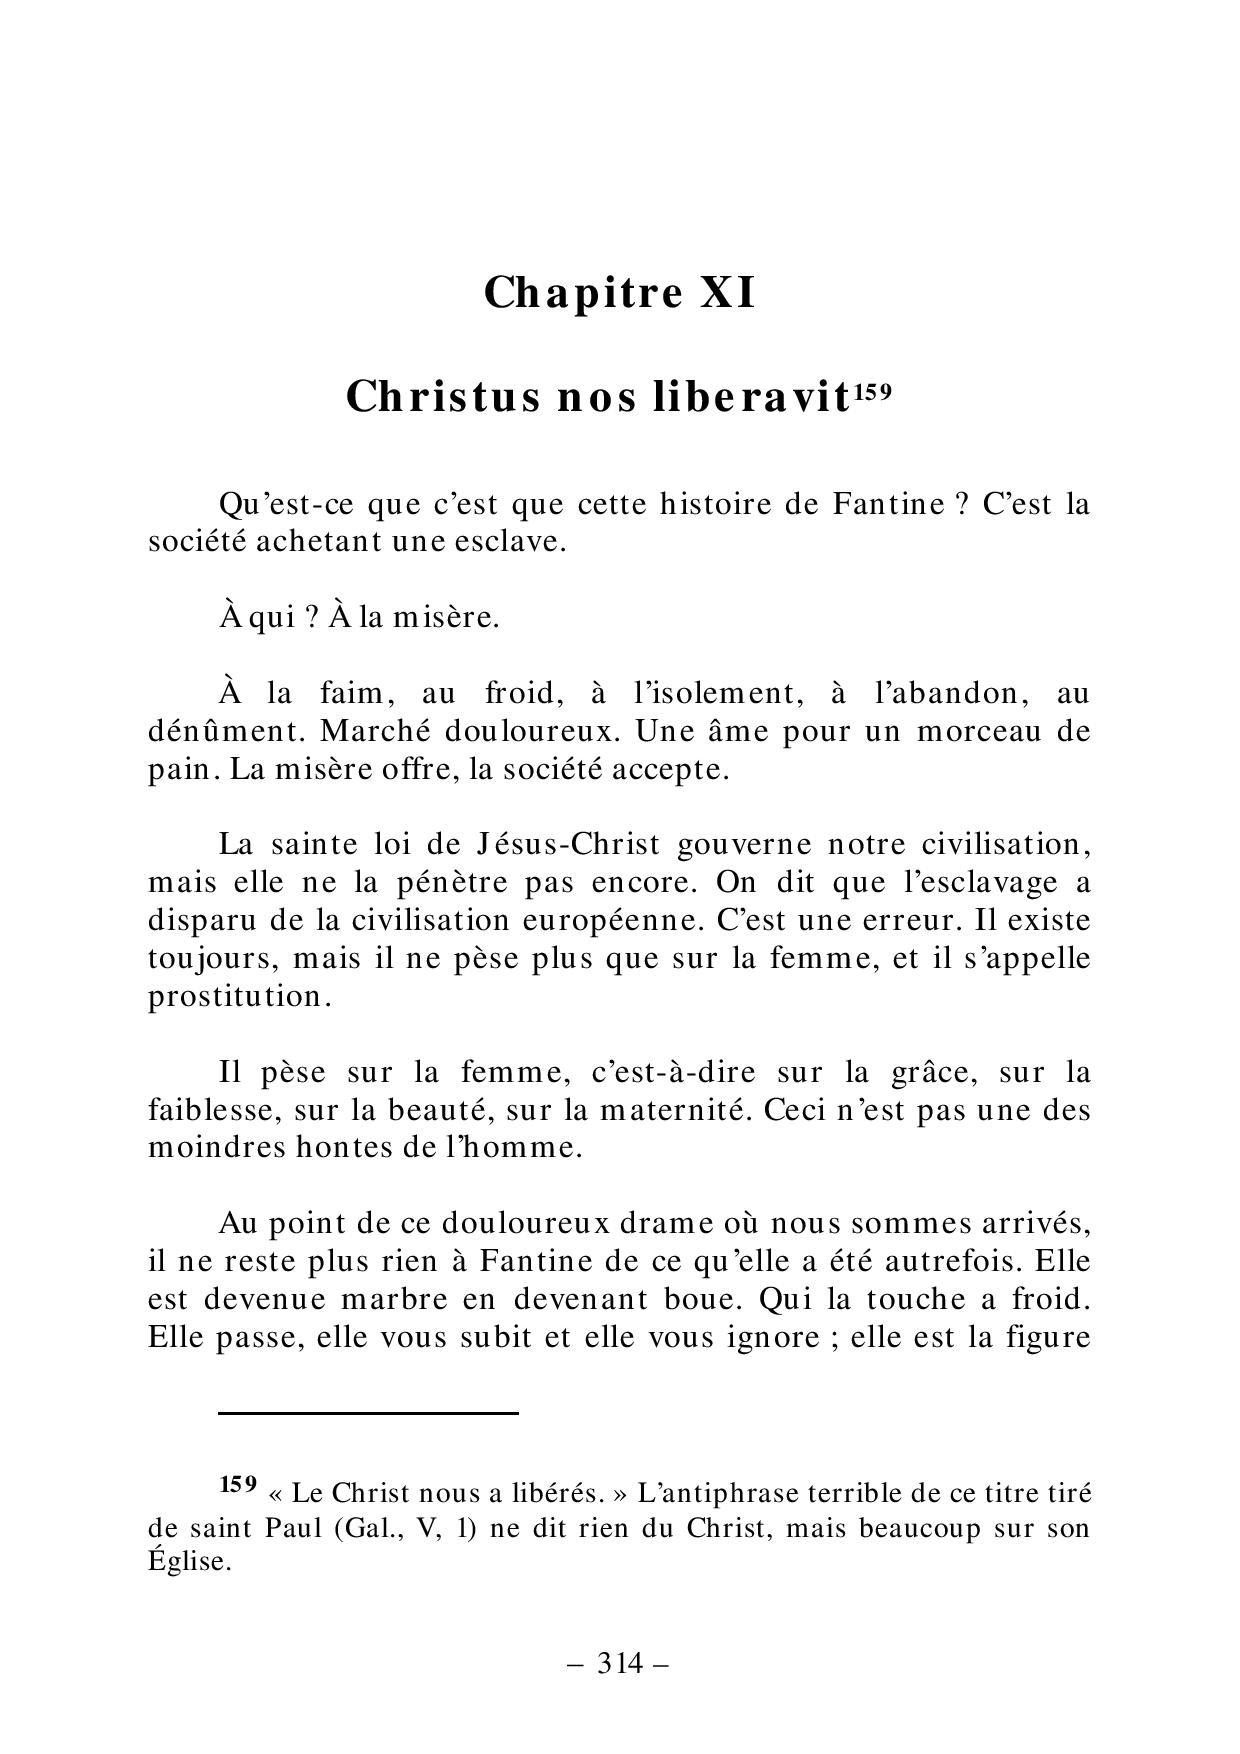 Chapitre XI
Christus nos liberavit159
Qu’est-ce que c’est que cette histoire de Fantine ? C’est la
société achetant une esclave.
À qui ? À la misère.
À la faim, au froid, à l’isolement, à l’abandon, au
dénûment. Marché douloureux. Une âme pour un morceau de
pain. La misère offre, la société accepte.
La sainte loi de Jésus-Christ gouverne notre civilisation,
mais elle ne la pénètre pas encore. On dit que l’esclavage a
disparu de la civilisation européenne. C’est une erreur. Il existe
toujours, mais il ne pèse plus que sur la femme, et il s’appelle
prostitution.
Il pèse sur la femme, c’est-à-dire sur la grâce, sur la
faiblesse, sur la beauté, sur la maternité. Ceci n’est pas une des
moindres hontes de l’homme.
Au point de ce douloureux drame où nous sommes arrivés,
il ne reste plus rien à Fantine de ce qu’elle a été autrefois. Elle
est devenue marbre en devenant boue. Qui la touche a froid.
Elle passe, elle vous subit et elle vous ignore ; elle est la figure
159 « Le Christ nous a libérés. » L’antiphrase terrible de ce titre tiré
de saint Paul (Gal., V, 1) ne dit rien du Christ, mais beaucoup sur son
Église.
– 314 –